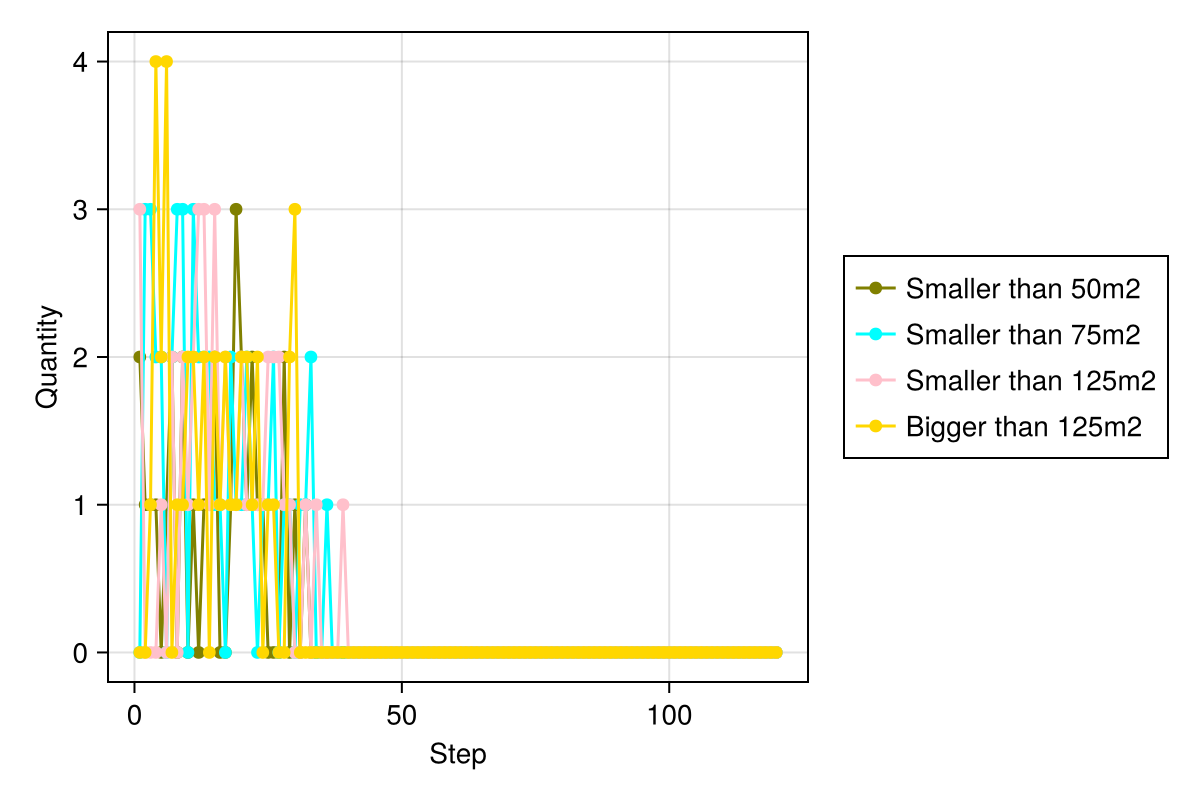 4
3
2
1
0
0 50 100
Quantity
Step
Smaller than 50m2
Smaller than 75m2
Smaller than 125m2
Bigger than 125m2